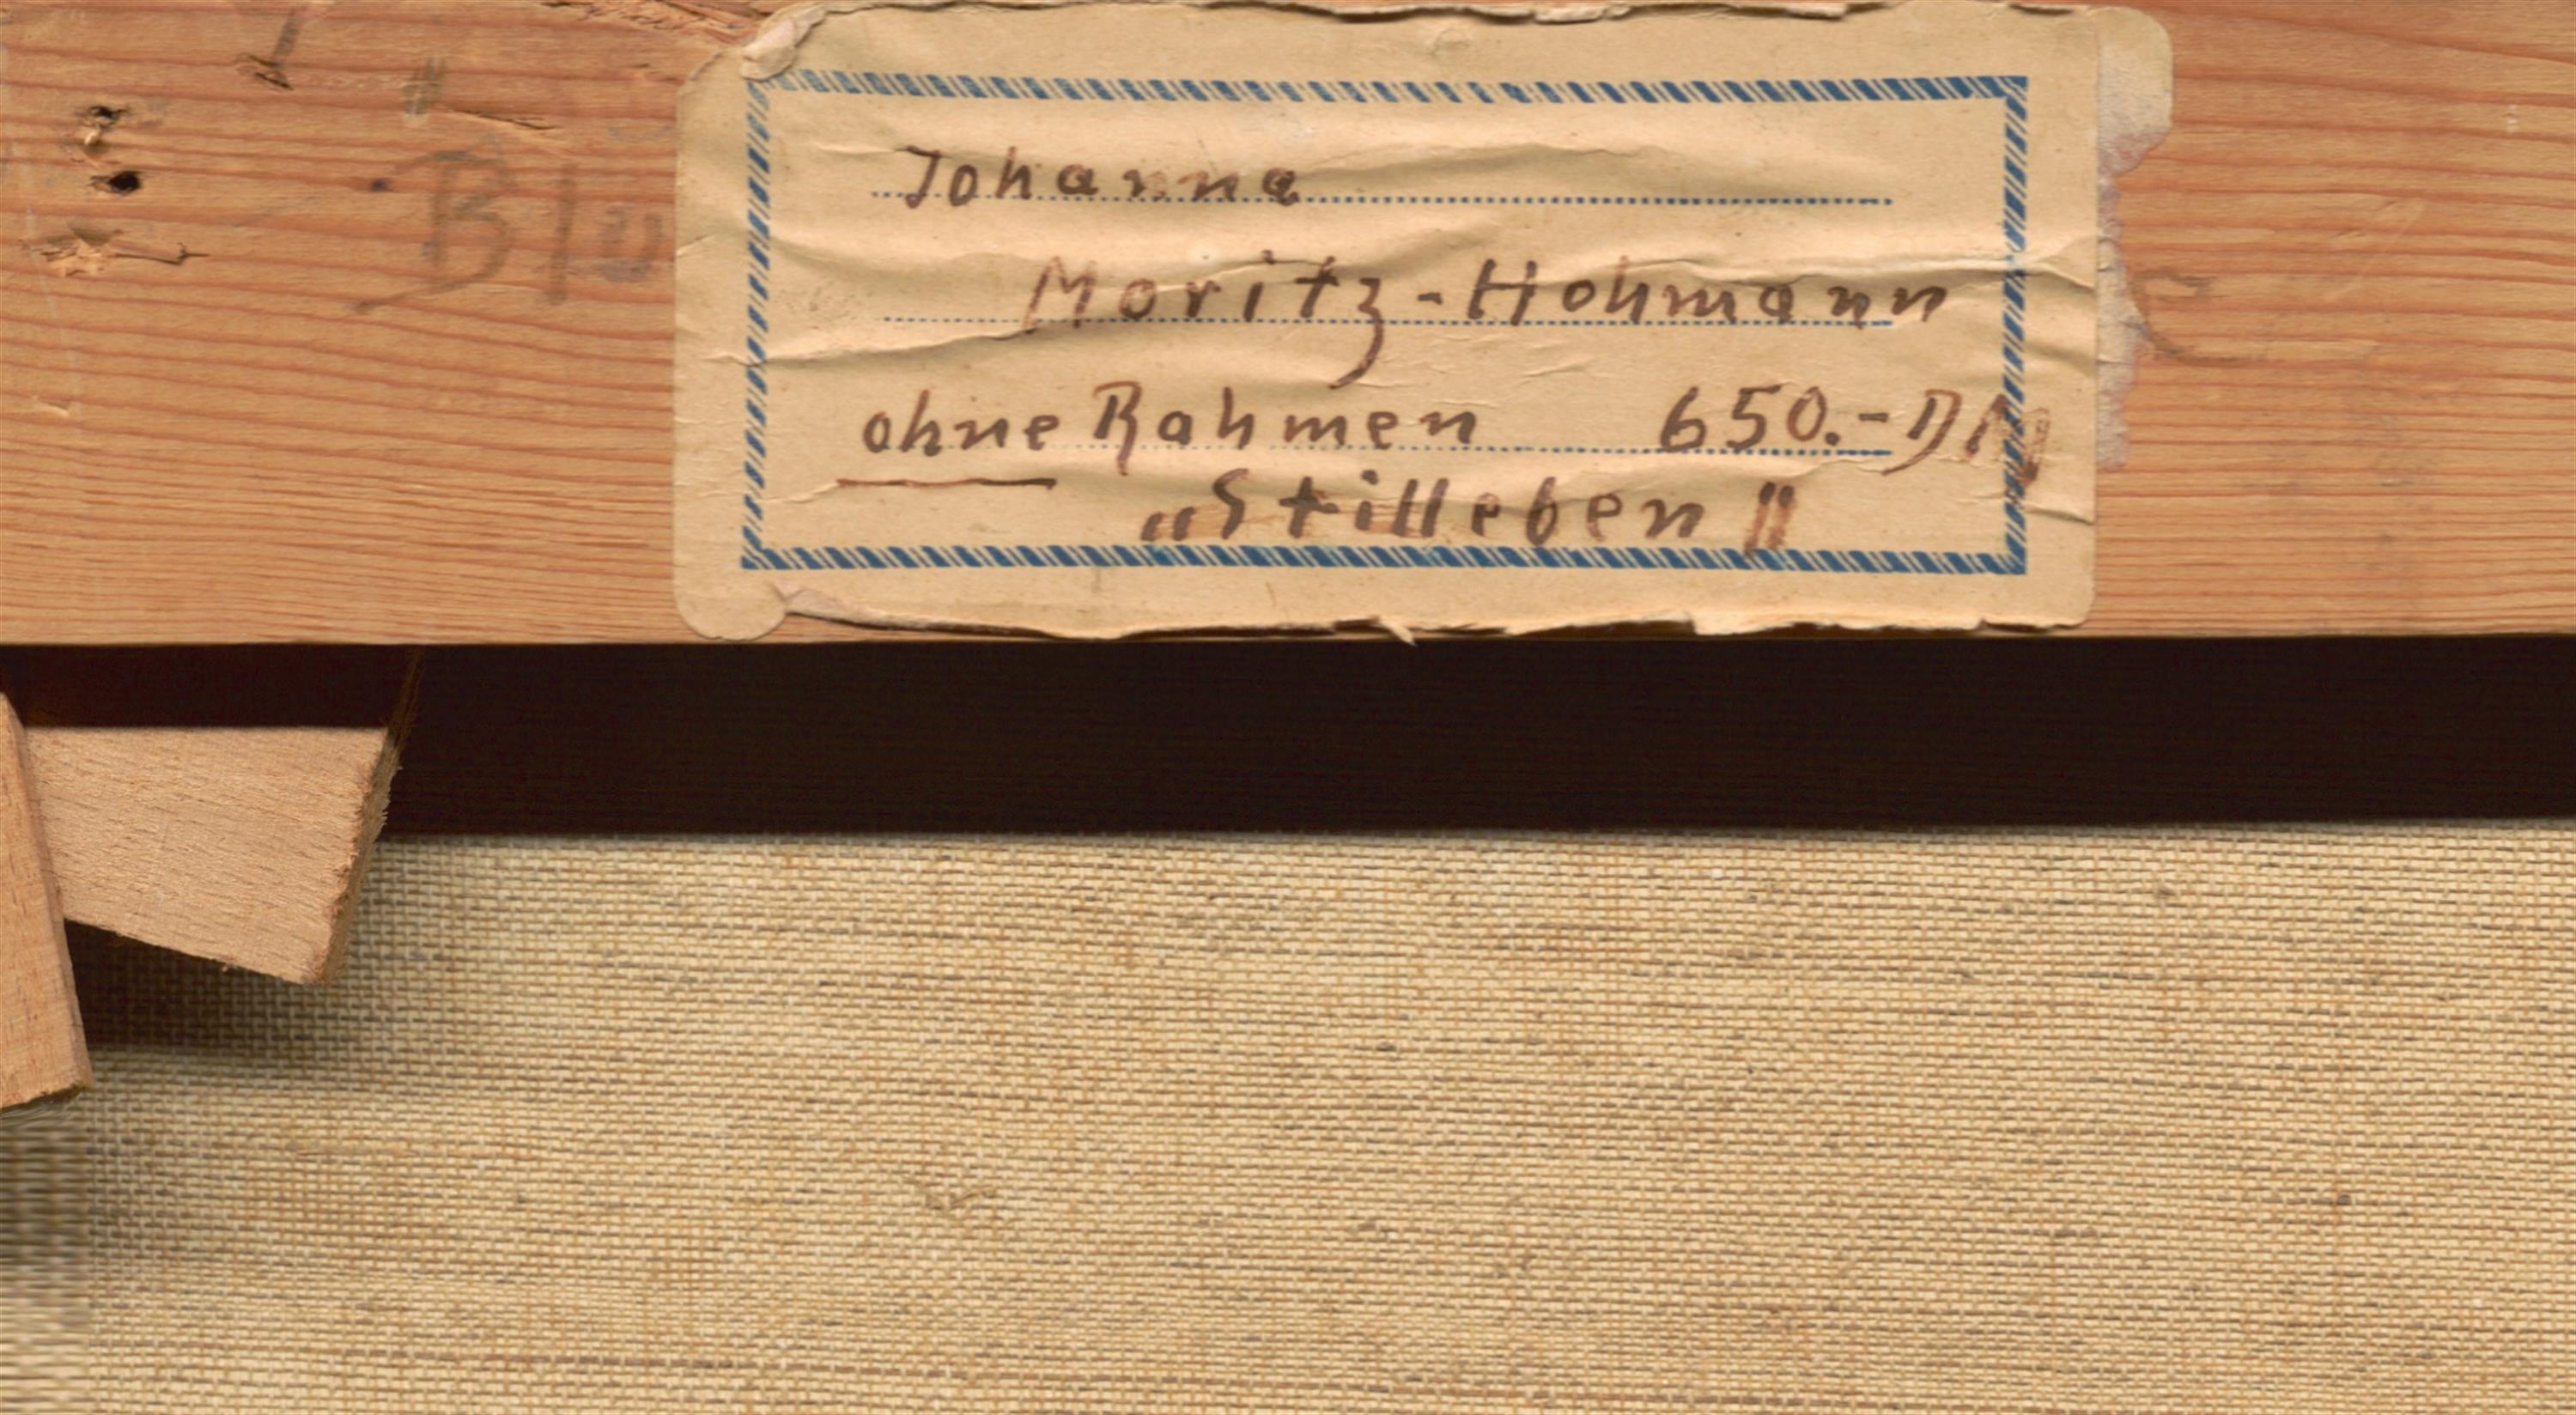 Johanna
Moritz-Hohmann
ohne Rahmen 650.- DM
„Stilleben"